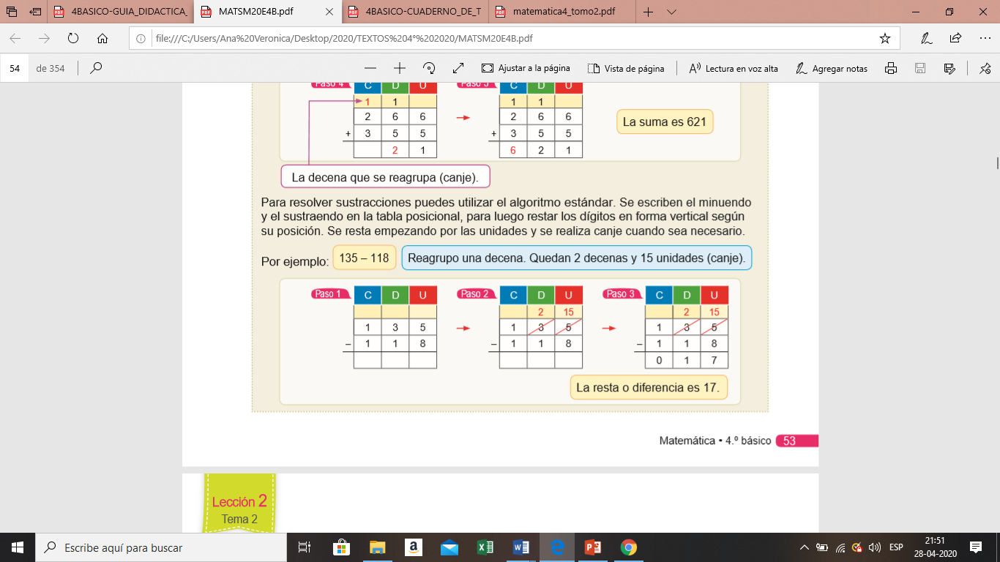 4BASICO-GUIA_DIDACTICA_
MATSM20E4B.pdf
4BASICO-CUADERNO_DE_T
matematica4_tomo2.pdf
file:///C:/Users/Ana%20Veronica/Desktop/2020/TEXTOS%204°%202020/MATSM20E4B.pdf
54 de 354
Ajustar a la página
Vista de página
Lectura en voz alta
Agregar notas
Paso 4 C D U
1 1
2 6 6
+ 3 5 5
2 1
Paso 5 C D U
1 1
2 6 6
+ 3 5 5
6 2 1
La suma es 621
La decena que se reagrupa (canje).
Para resolver sustracciones puedes utilizar el algoritmo estándar. Se escriben el minuendo
y el sustraendo en la tabla posicional, para luego restar los dígitos en forma vertical según
su posición. Se resta empezando por las unidades y se realiza canje cuando sea necesario.
Por ejemplo: 135 – 118 Reagrupo una decena. Quedan 2 decenas y 15 unidades (canje).
Paso 1 C D U
1 3 5
– 1 1 8
Paso 2 C D U
2 15
1 3 5
– 1 1 8
Paso 3 C D U
2 15
1 3 5
– 1 1 8
0 1 7
La resta o diferencia es 17.
Matemática • 4.º básico 53
Lección 2
Tema 2
Escribe aquí para buscar
ESP
21:51
28-04-2020